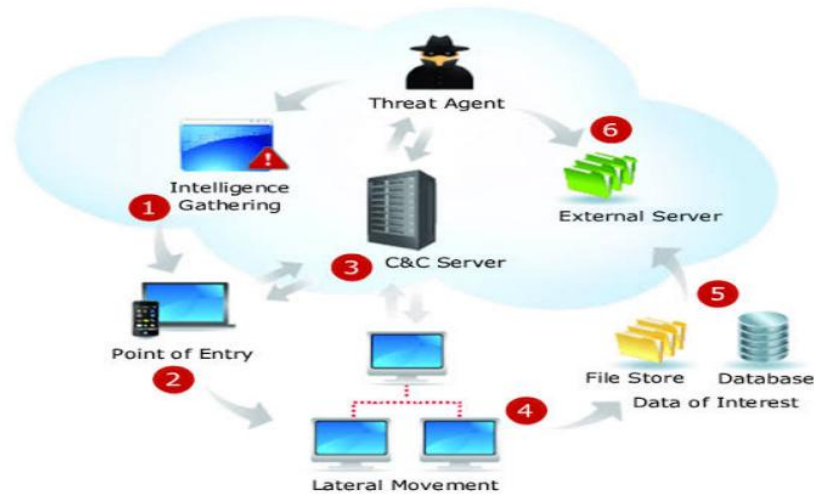 Threat Agent
6
Intelligence
Gathering
1
External Server
3
C&C Server
5
Point of Entry
2
File Store
Database
4
Data of Interest
Lateral Movement